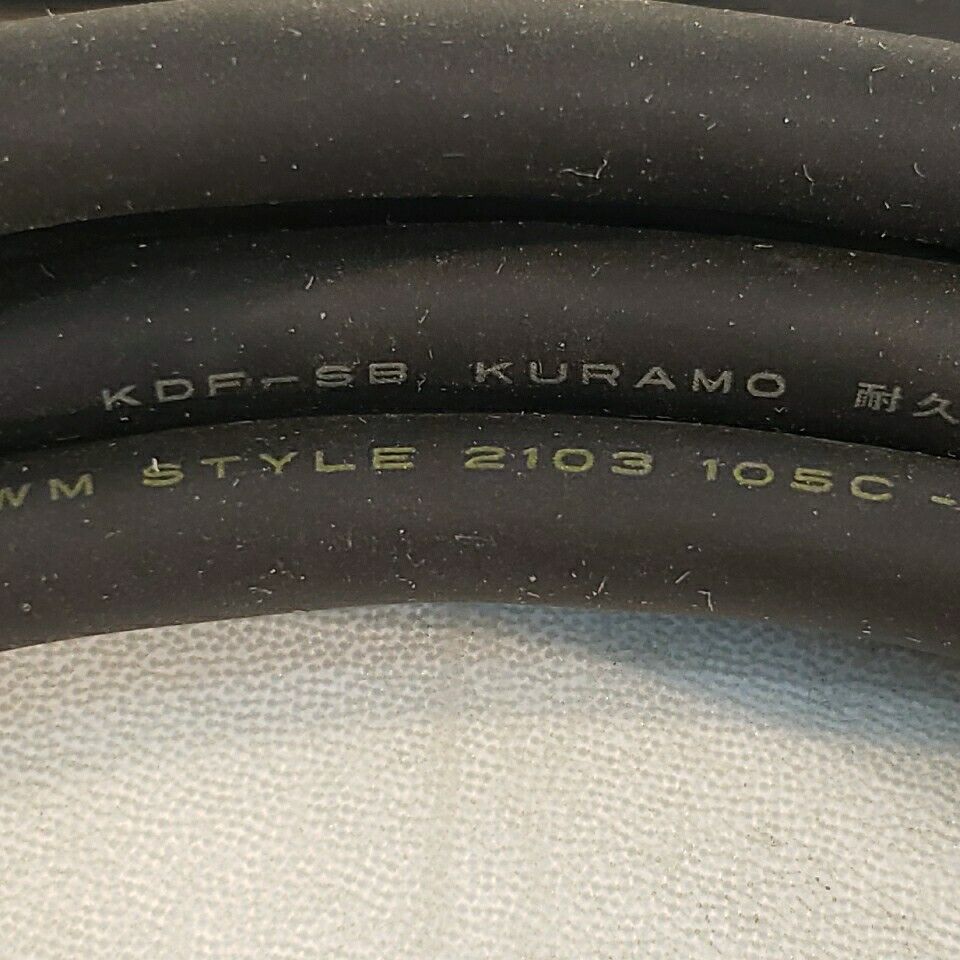 KDF-SB KURAMO 耐久
WM STYLE 2103 105C -